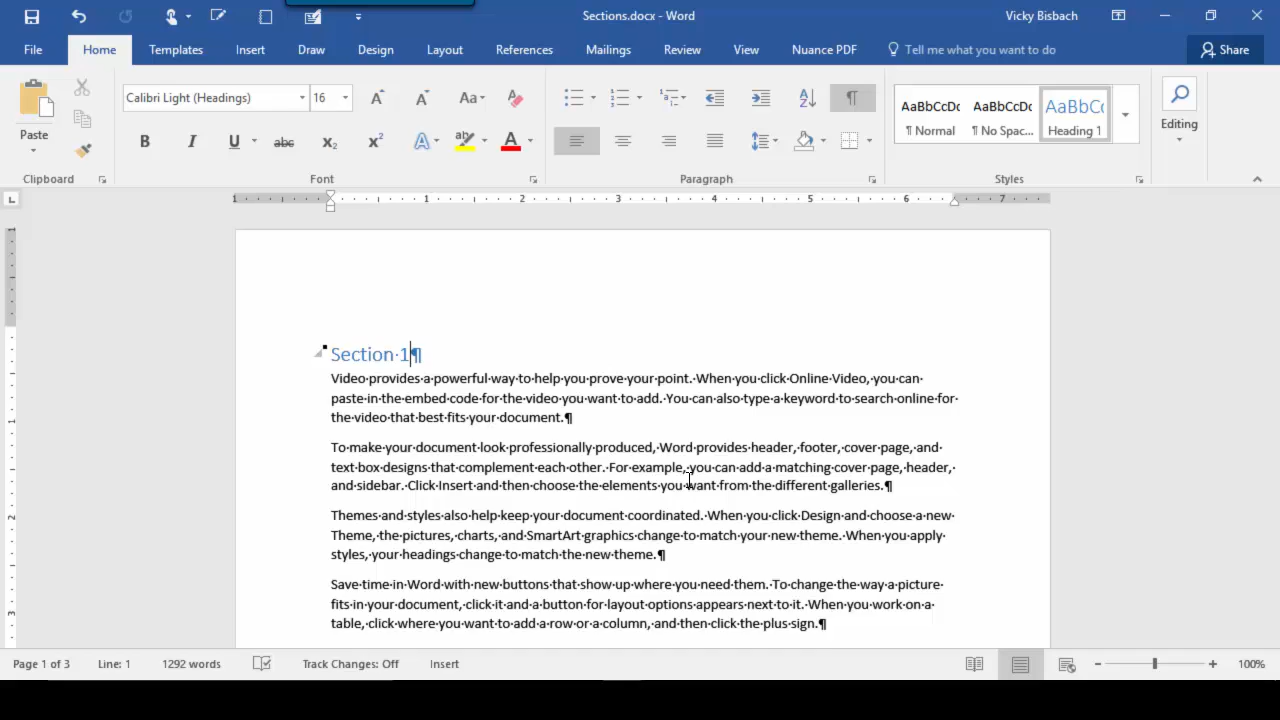 Sections.docx - Word
Vicky Bisbach
File Home Templates Insert Draw Design Layout References Mailings Review View Nuance PDF Tell me what you want to do Share
Paste
Clipboard
Calibri Light (Headings) 16
Font
Paragraph
AaBbCcDc AaBbCcDc AaBbCc
¶ Normal ¶ No Spac... Heading 1
Styles
Editing
1 1 2 3 4 5 6 7
Section·1¶
Video·provides·a·powerful·way·to·help·you·prove·your·point.·When·you·click·Online·Video,·you·can·
paste·in·the·embed·code·for·the·video·you·want·to·add.·You·can·also·type·a·keyword·to·search·online·for·
the·video·that·best·fits·your·document.¶
To·make·your·document·look·professionally·produced,·Word·provides·header,·footer,·cover·page,·and·
text·box·designs·that·complement·each·other.·For·example,·you·can·add·a·matching·cover·page,·header,·
and·sidebar.·Click·Insert·and·then·choose·the·elements·you·want·from·the·different·galleries.¶
Themes·and·styles·also·help·keep·your·document·coordinated.·When·you·click·Design·and·choose·a·new·
Theme,·the·pictures,·charts,·and·SmartArt·graphics·change·to·match·your·new·theme.·When·you·apply·
styles,·your·headings·change·to·match·the·new·theme.¶
Save·time·in·Word·with·new·buttons·that·show·up·where·you·need·them.·To·change·the·way·a·picture·
fits·in·your·document,·click·it·and·a·button·for·layout·options·appears·next·to·it.·When·you·work·on·a·
table,·click·where·you·want·to·add·a·row·or·a·column,·and·then·click·the·plus·sign.¶
Page 1 of 3 Line: 1 1292 words Track Changes: Off Insert 100%